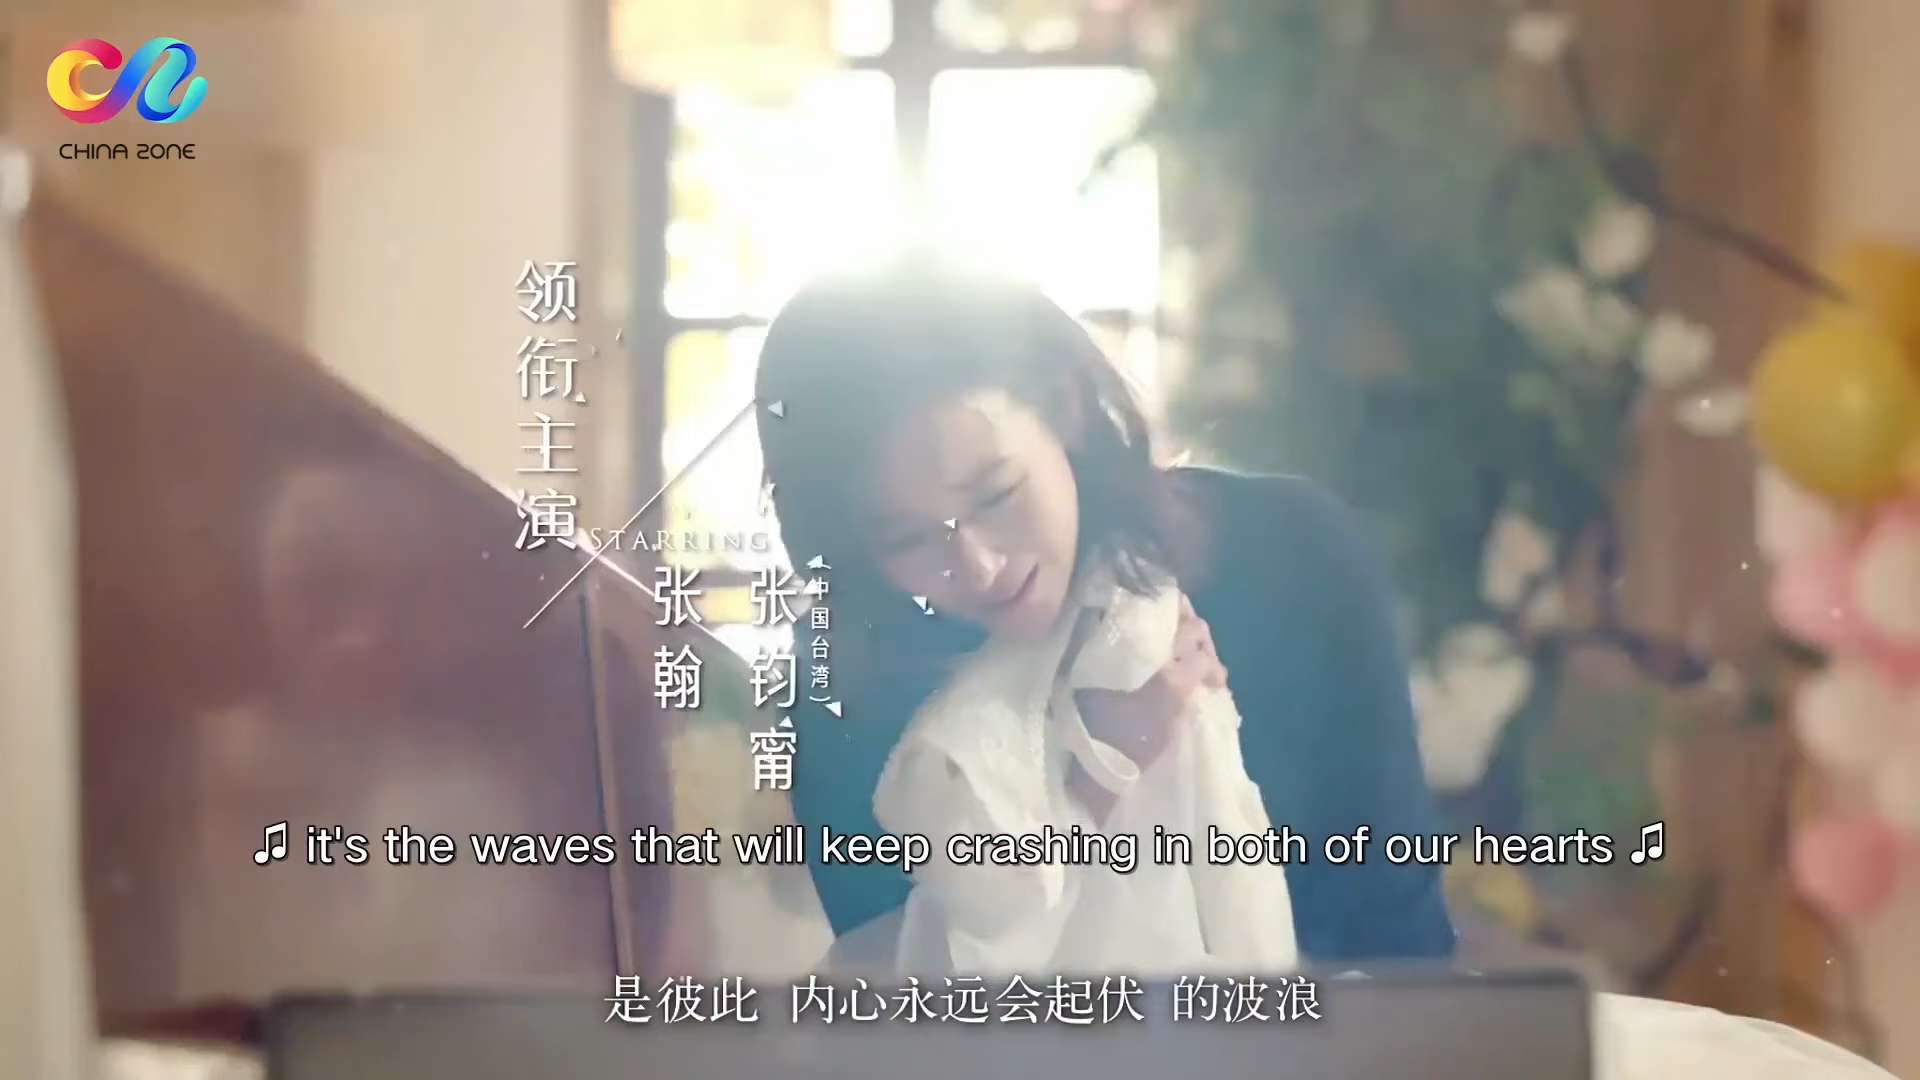 CHINA ZONE
领衔主演
STARRING
张翰
张钧甯
（中国台湾）
♫ it's the waves that will keep crashing in both of our hearts ♫
是彼此 内心永远会起伏 的波浪